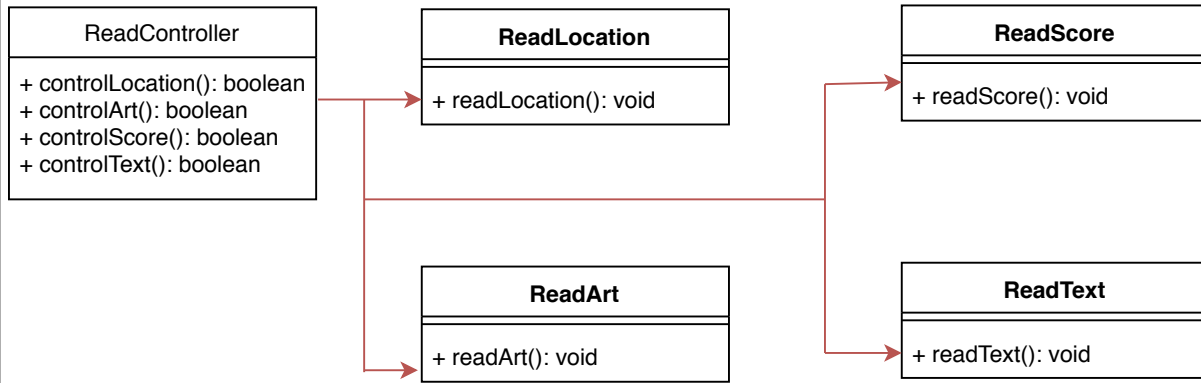 ReadController
+ controlLocation(): boolean
+ controlArt(): boolean
+ controlScore(): boolean
+ controlText(): boolean
ReadLocation
+ readLocation(): void
ReadScore
+ readScore(): void
ReadArt
+ readArt(): void
ReadText
+ readText(): void